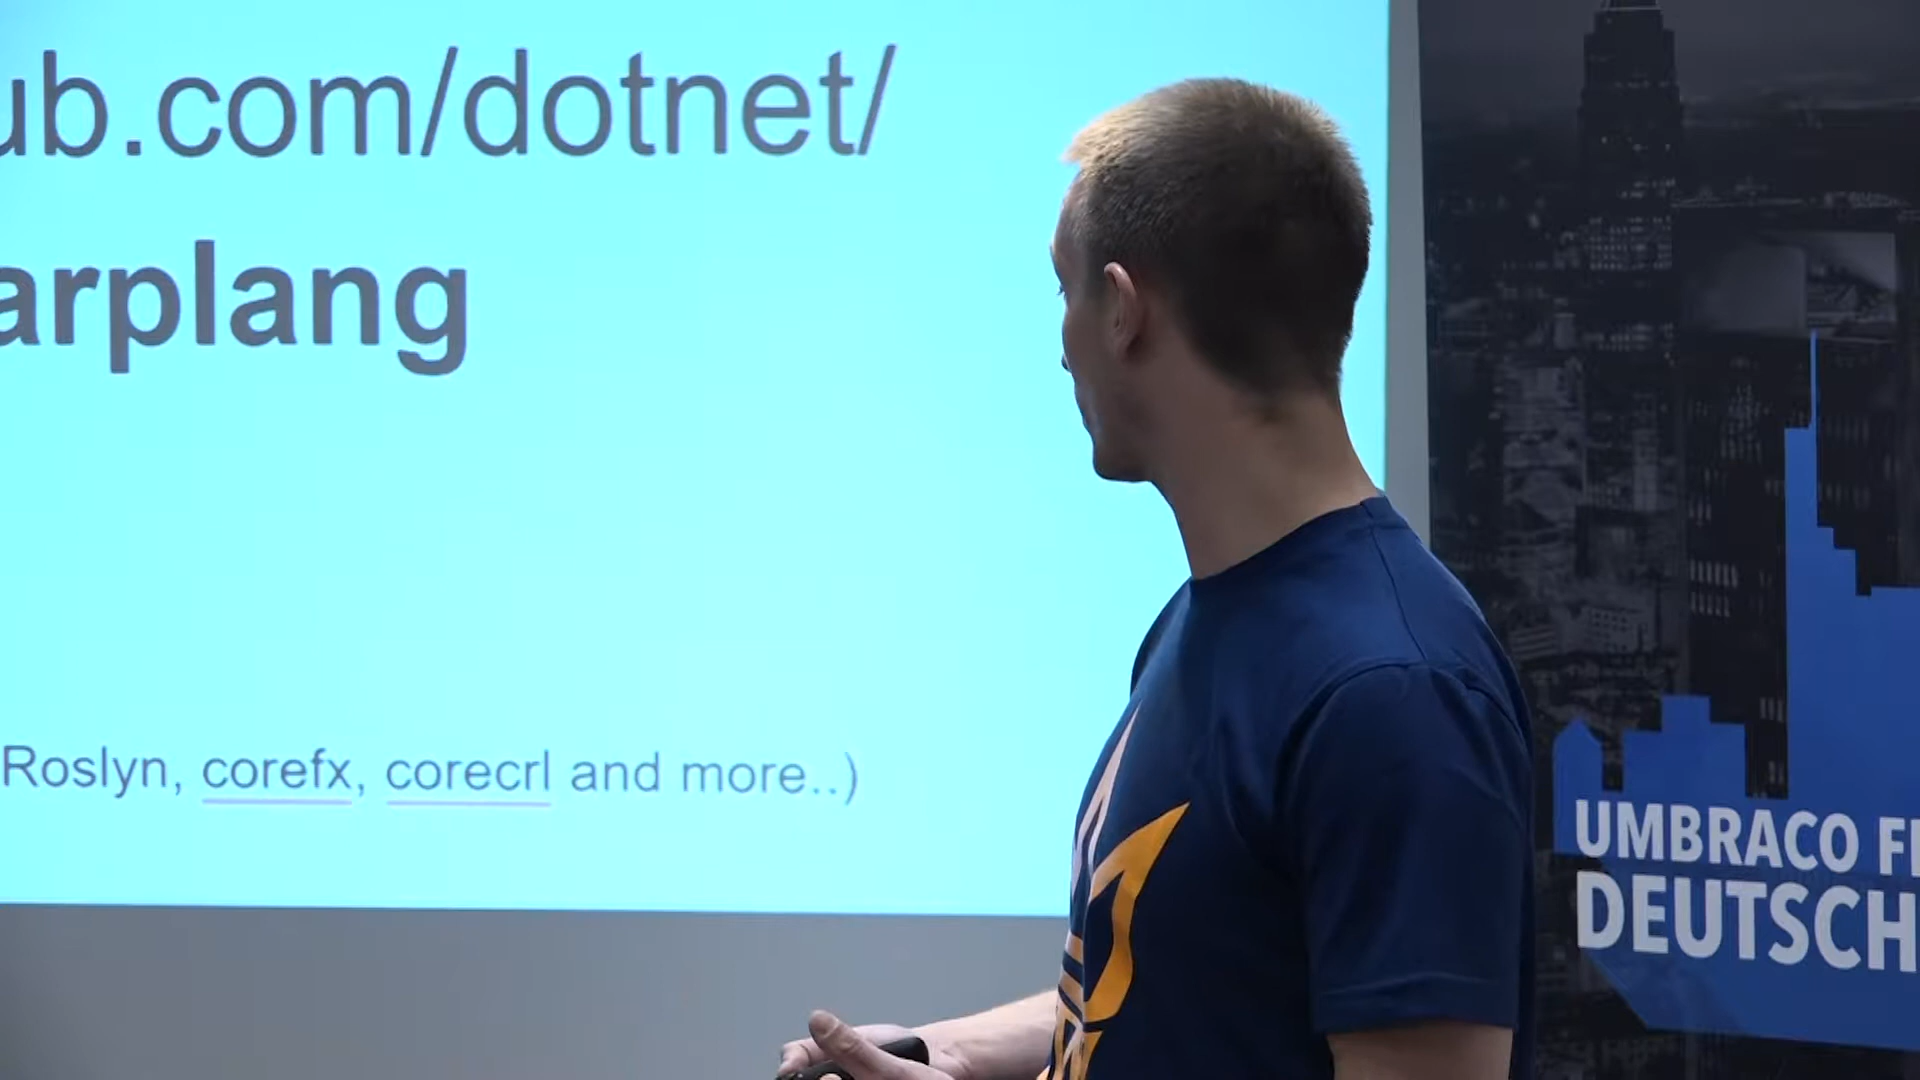 ub.com/dotnet/
arplang
Roslyn, corefx, corecrl and more..)
UMBRACO F
DEUTSCH